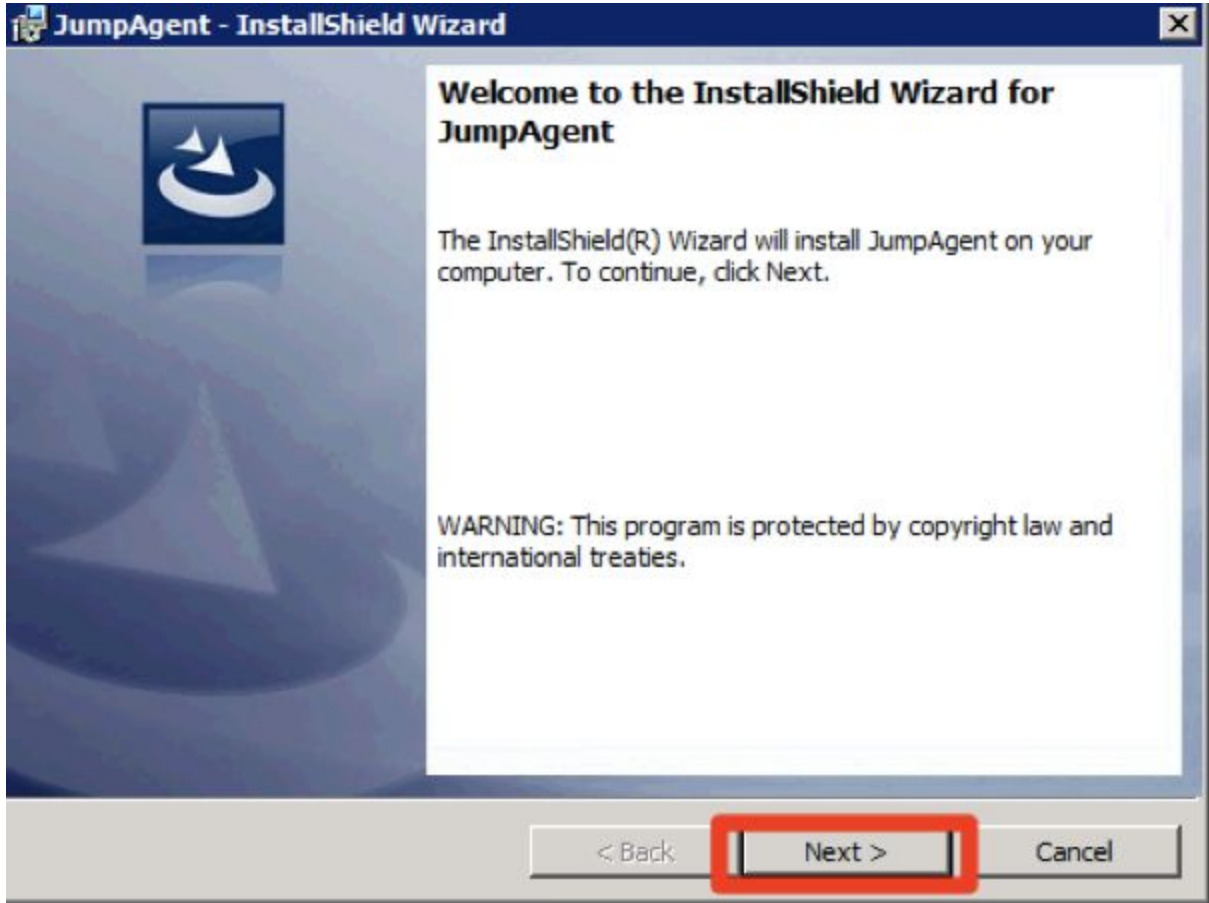 JumpAgent - InstallShield Wizard
Welcome to the InstallShield Wizard for
JumpAgent
The InstallShield(R) Wizard will install JumpAgent on your
computer. To continue, click Next.
WARNING: This program is protected by copyright law and
international treaties.
< Back
Next >
Cancel